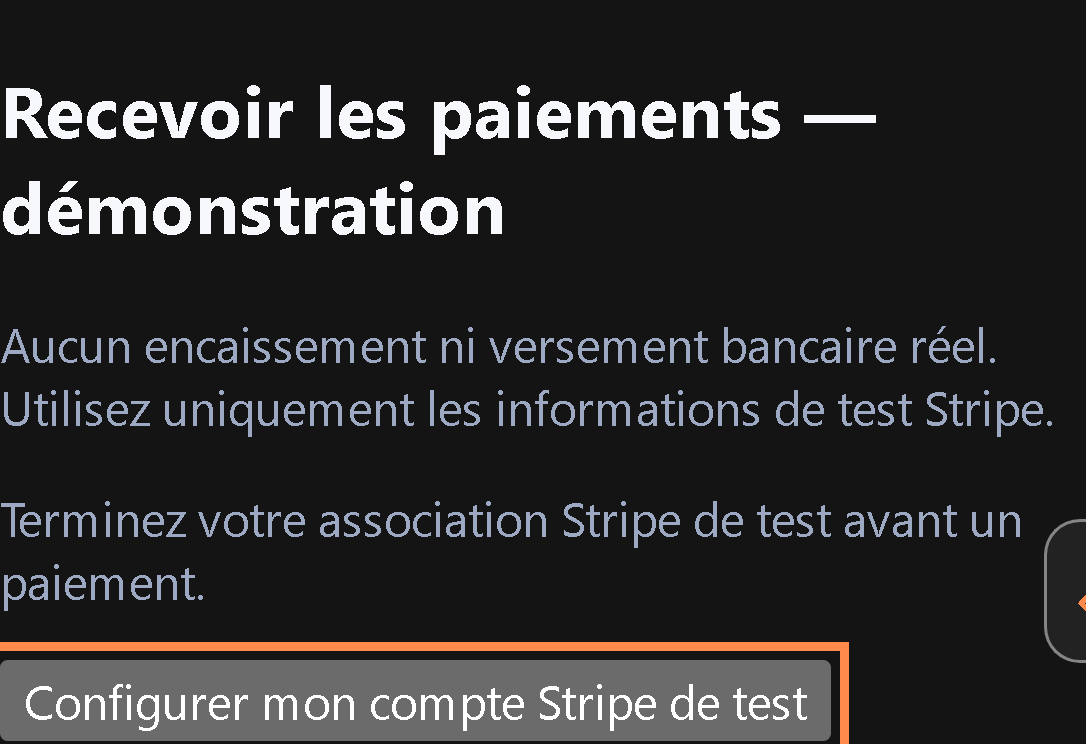 Recevoir les paiements —
démonstration
Aucun encaissement ni versement bancaire réel.
Utilisez uniquement les informations de test Stripe.
Terminez votre association Stripe de test avant un
paiement.
Configurer mon compte Stripe de test